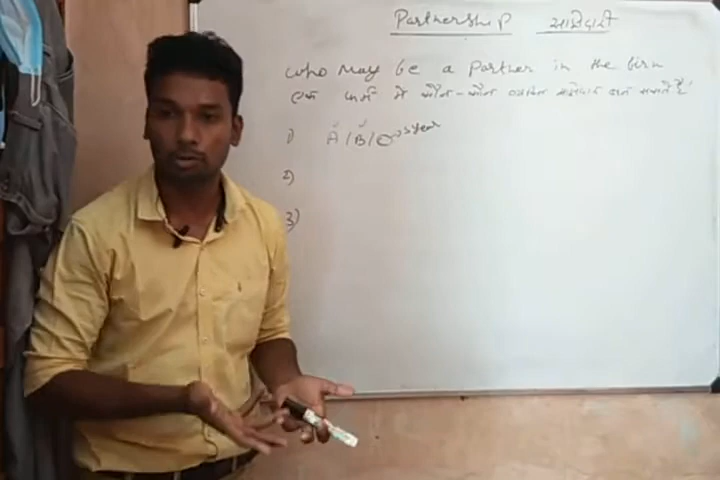 Partnership साझेदारी
Who may be a Partner in the firm
एक फर्म में कौन-कौन व्यक्ति साझेदार बन सकते हैं
1) A/B/C
2)
3)